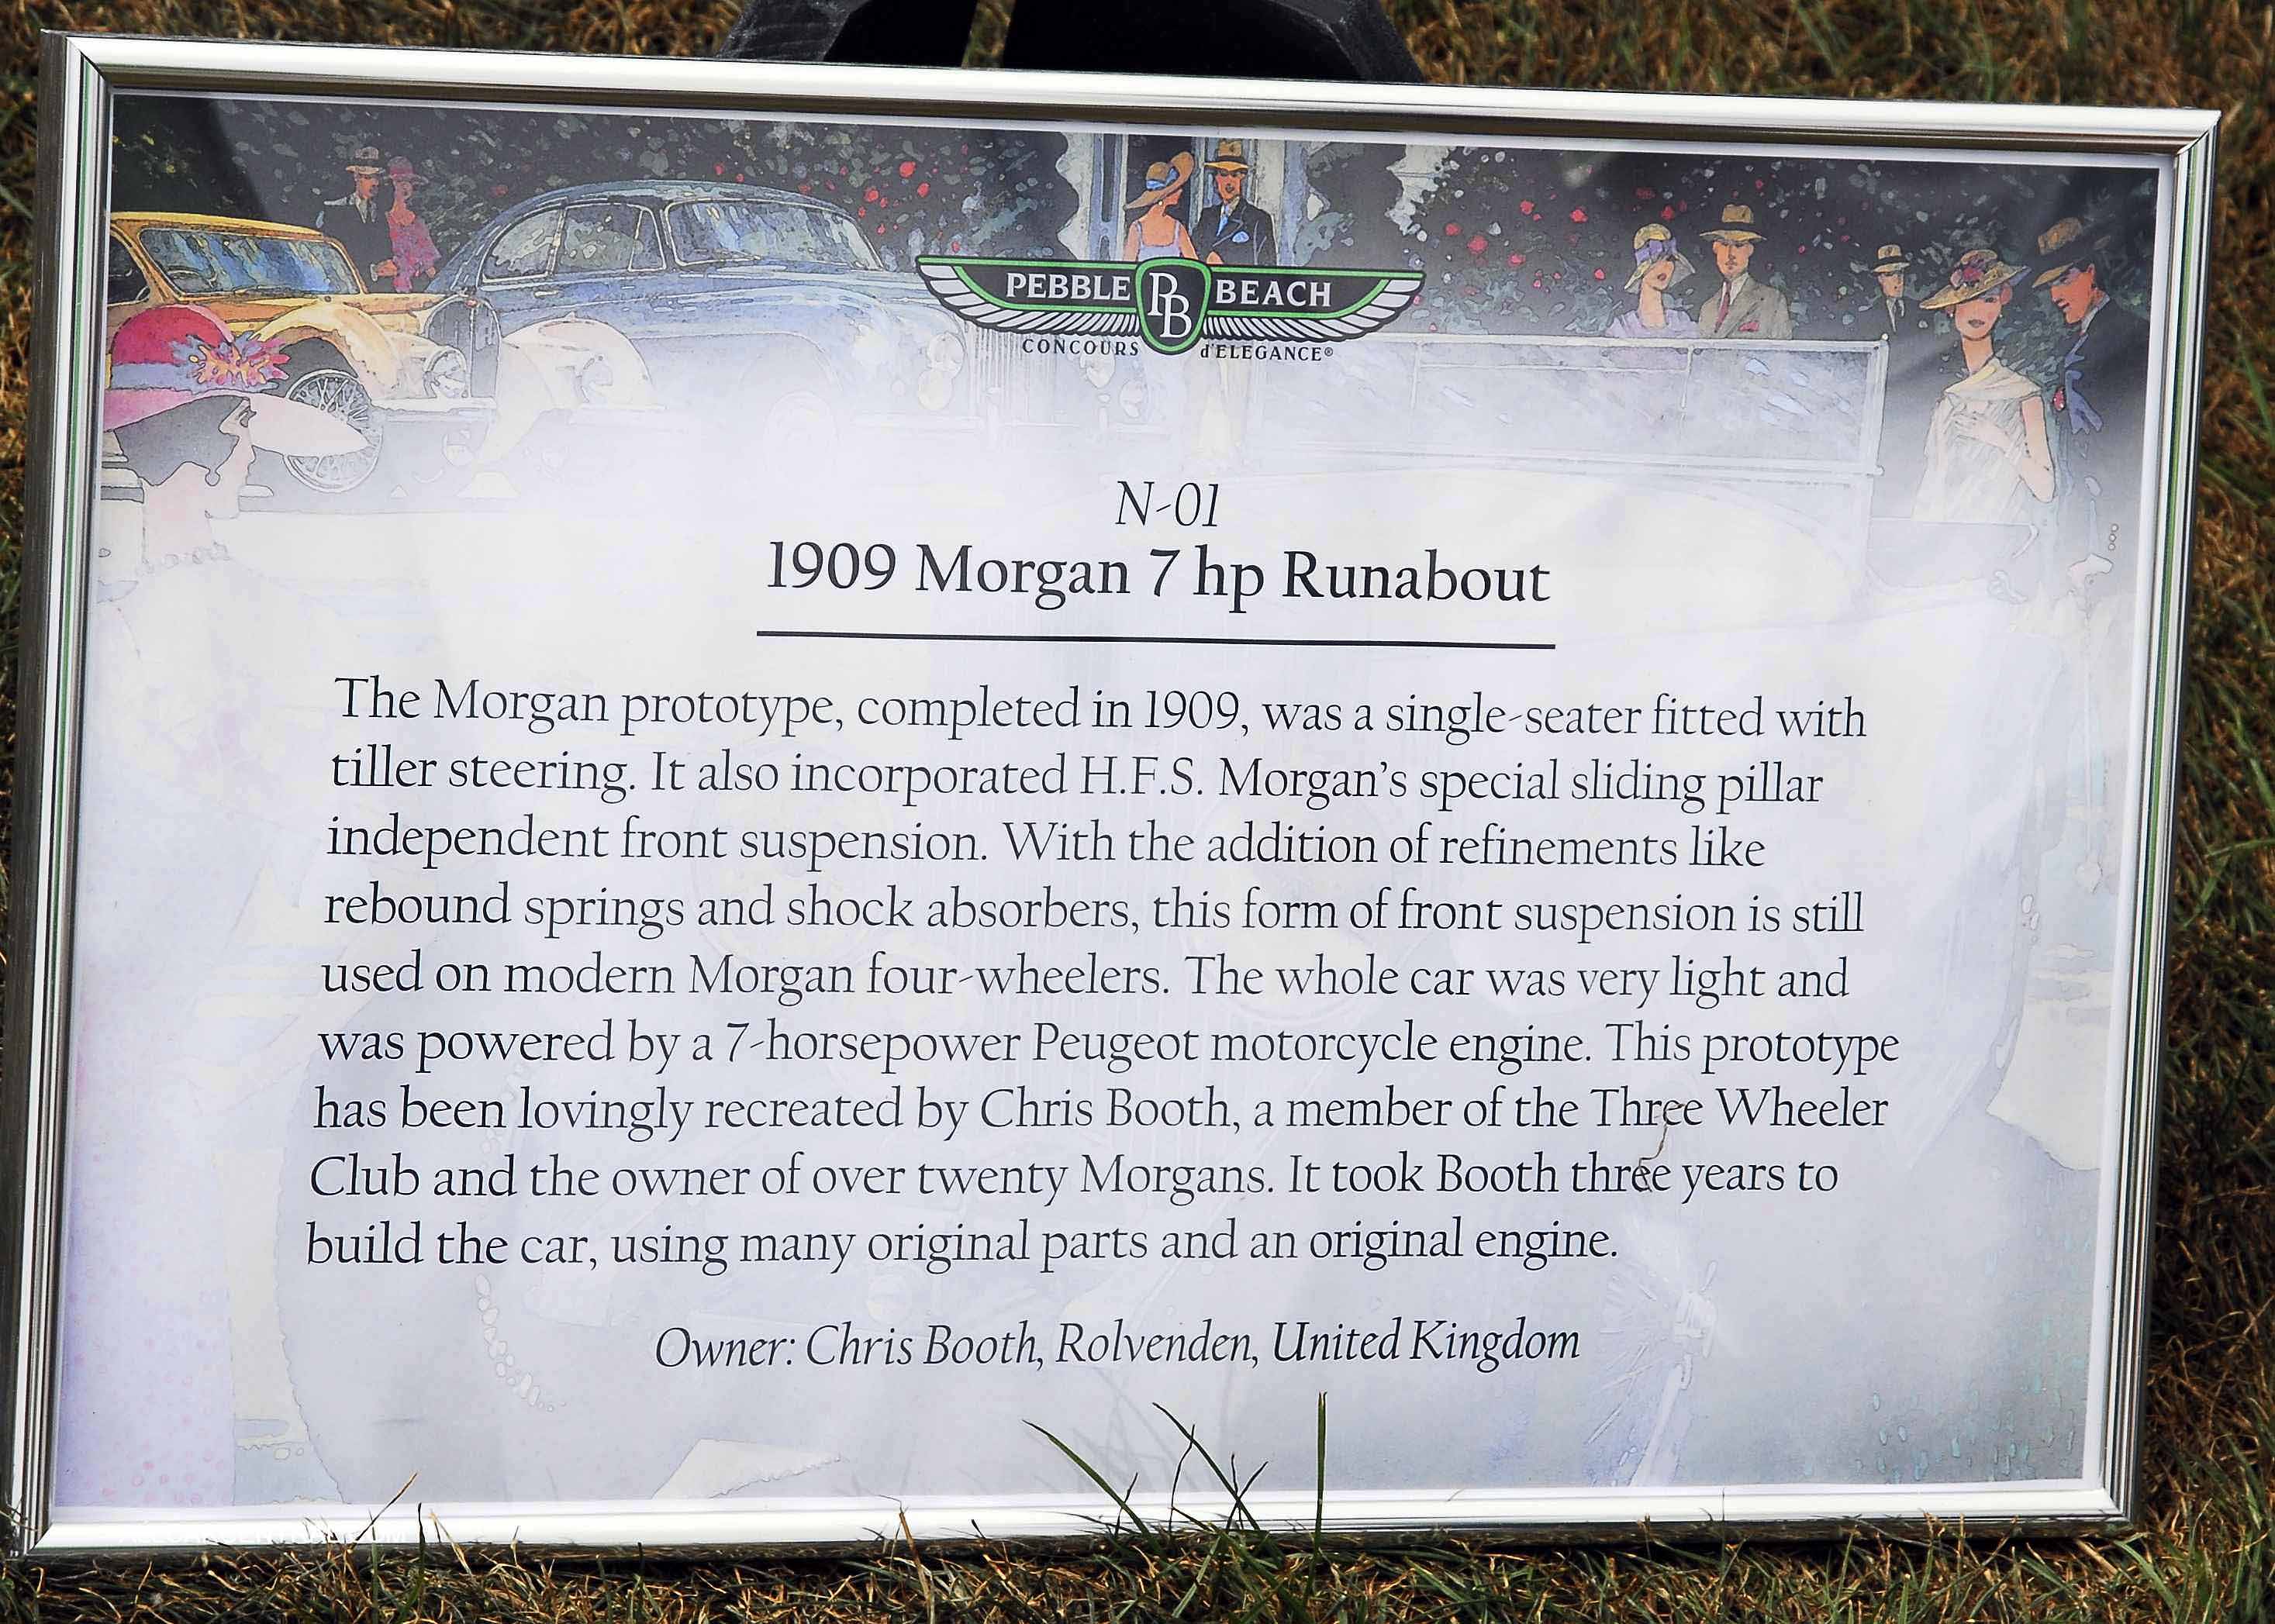 PEBBLE PB BEACH
CONCOURS d'ELEGANCE®
N-01
1909 Morgan 7 hp Runabout
The Morgan prototype, completed in 1909, was a single-seater fitted with
tiller steering. It also incorporated H.F.S. Morgan's special sliding pillar
independent front suspension. With the addition of refinements like
rebound springs and shock absorbers, this form of front suspension is still
used on modern Morgan four-wheelers. The whole car was very light and
was powered by a 7-horsepower Peugeot motorcycle engine. This prototype
has been lovingly recreated by Chris Booth, a member of the Three Wheeler
Club and the owner of over twenty Morgans. It took Booth three years to
build the car, using many original parts and an original engine.
Owner: Chris Booth, Rolvenden, United Kingdom